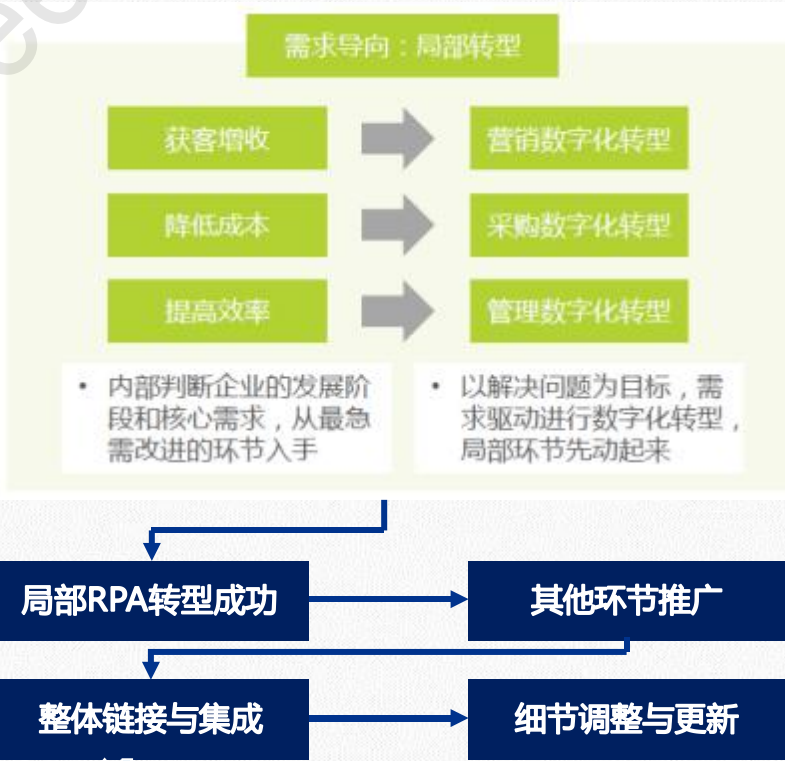 需求导向：局部转型
获客增收
营销数字化转型
降低成本
采购数字化转型
提高效率
管理数字化转型
• 内部判断企业的发展阶
段和核心需求，从最急
需改进的环节入手
• 以解决问题为目标，需
求驱动进行数字化转型，
局部环节先动起来
局部RPA转型成功
其他环节推广
整体链接与集成
细节调整与更新